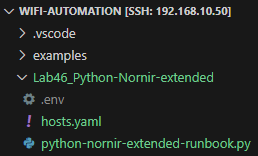 WIFI-AUTOMATION [SSH: 192.168.10.50]
.vscode
examples
Lab46_Python-Nornir-extended
.env
! hosts.yaml
python-nornir-extended-runbook.py